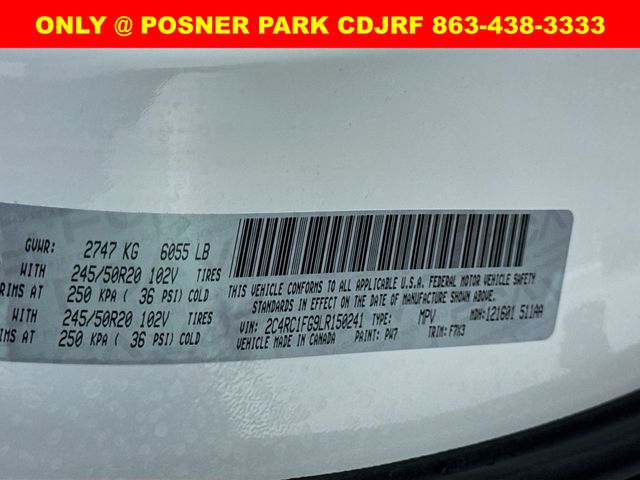 ONLY @ POSNER PARK CDJRF 863-438-3333
GVWR: 2747 KG 6055 LB
WITH 245/50R20 102V TIRES
RIMS AT 250 KPA ( 36 PSI) COLD
WITH 245/50R20 102V TIRES
RIMS AT 250 KPA ( 36 PSI) COLD
THIS VEHICLE CONFORMS TO ALL APPLICABLE U.S.A. FEDERAL MOTOR VEHICLE SAFETY
STANDARDS IN EFFECT ON THE DATE OF MANUFACTURE SHOWN ABOVE.
VIN: 2C4RC1FG9LR150241 TYPE: MPV MDH: 121601 511AA
VEHICLE MADE IN CANADA PAINT: PW7 TRIM: F7X3